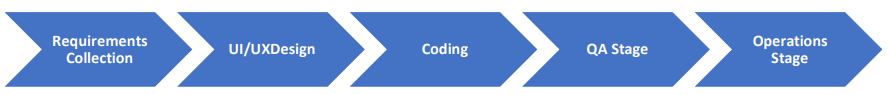 Requirements
Collection
UI/UXDesign
Coding
QA Stage
Operations
Stage